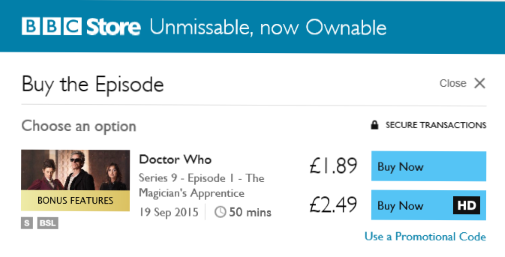 BBC Store Unmissable, now Ownable
Buy the Episode
Close X
Choose an option
SECURE TRANSACTIONS
Doctor Who
Series 9 - Episode 1 - The
Magician's Apprentice
19 Sep 2015
50 mins
BONUS FEATURES
S BSL
£1.89
Buy Now
£2.49
Buy Now HD
Use a Promotional Code